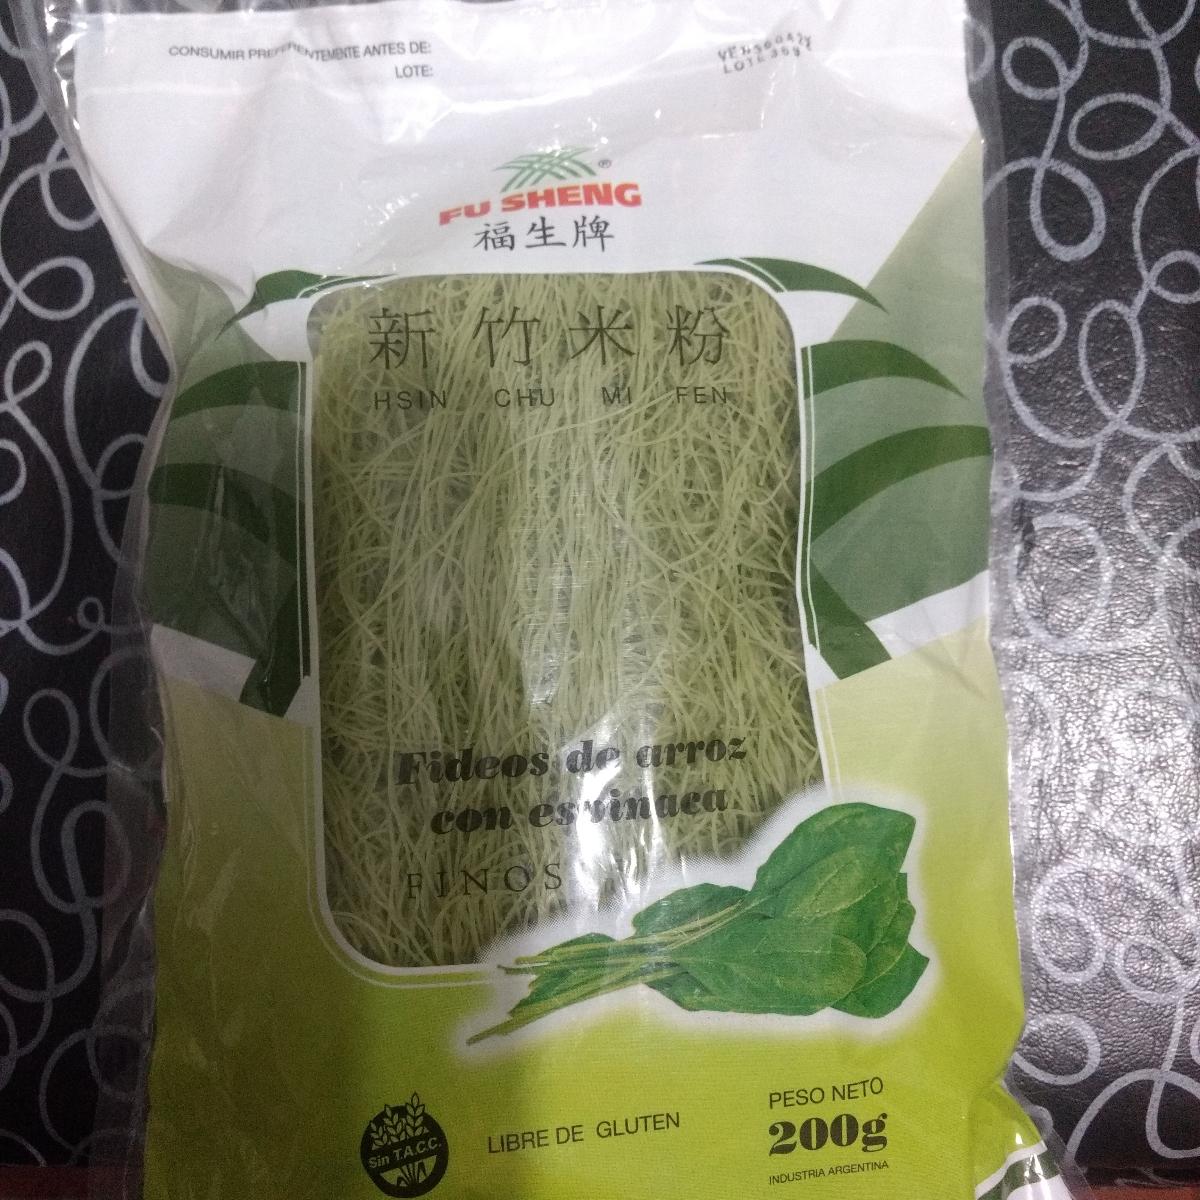 CONSUMIR PREFERENTEMENTE ANTES DE:
LOTE:
LOTE
®
FU SHENG
福生牌
新竹米粉
HSIN CHU MI FEN
Fideos de arroz
con espinaca
FINOS
Sin T.A.C.C.
LIBRE DE GLUTEN
PESO NETO
200g
INDUSTRIA ARGENTINA